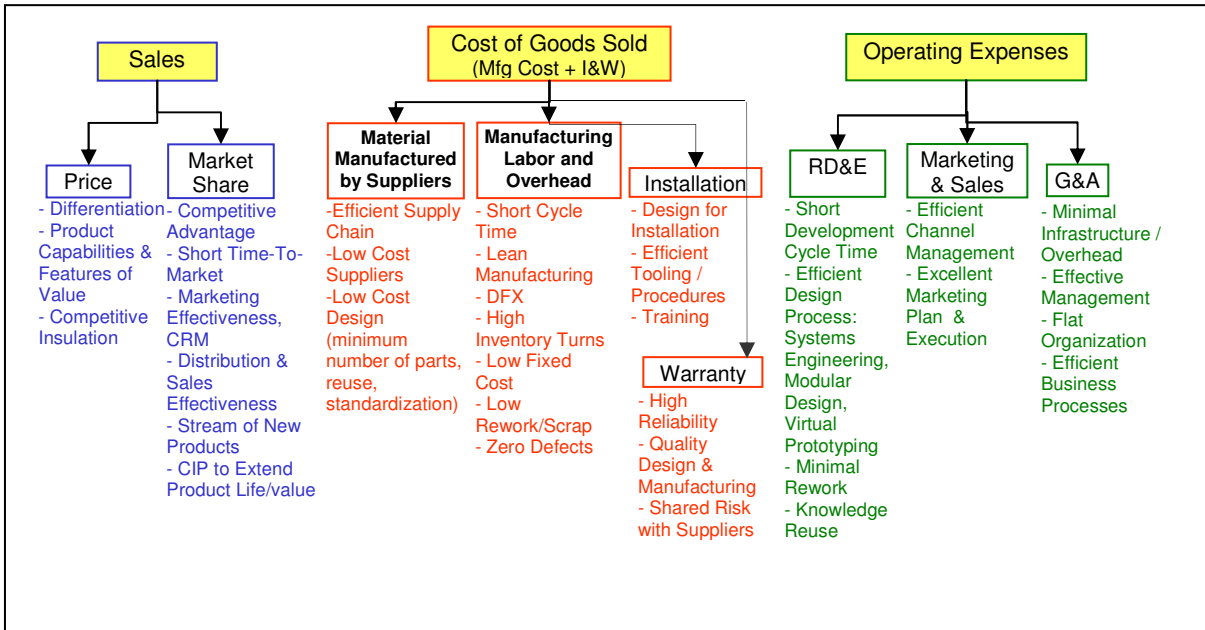 Sales
Cost of Goods Sold
(Mfg Cost + I&W)
Operating Expenses
Price
- Differentiation
- Product
Capabilities &
Features of
Value
- Competitive
Insulation
Market
Share
- Competitive
Advantage
- Short Time-To-
Market
- Marketing
Effectiveness,
CRM
- Distribution &
Sales
Effectiveness
- Stream of New
Products
- CIP to Extend
Product Life/value
Material
Manufactured
by Suppliers
-Efficient Supply
Chain
-Low Cost
Suppliers
-Low Cost
Design
(minimum
number of parts,
reuse,
standardization)
Manufacturing
Labor and
Overhead
- Short Cycle
Time
- Lean
Manufacturing
- DFX
- High
Inventory Turns
- Low Fixed
Cost
- Low
Rework/Scrap
- Zero Defects
Installation
- Design for
Installation
- Efficient
Tooling /
Procedures
- Training
Warranty
- High
Reliability
- Quality
Design &
Manufacturing
- Shared Risk
with Suppliers
RD&E
- Short
Development
Cycle Time
- Efficient
Design
Process:
Systems
Engineering,
Modular
Design,
Virtual
Prototyping
- Minimal
Rework
- Knowledge
Reuse
Marketing
& Sales
- Efficient
Channel
Management
- Excellent
Marketing
Plan &
Execution
G&A
- Minimal
Infrastructure /
Overhead
- Effective
Management
- Flat
Organization
- Efficient
Business
Processes